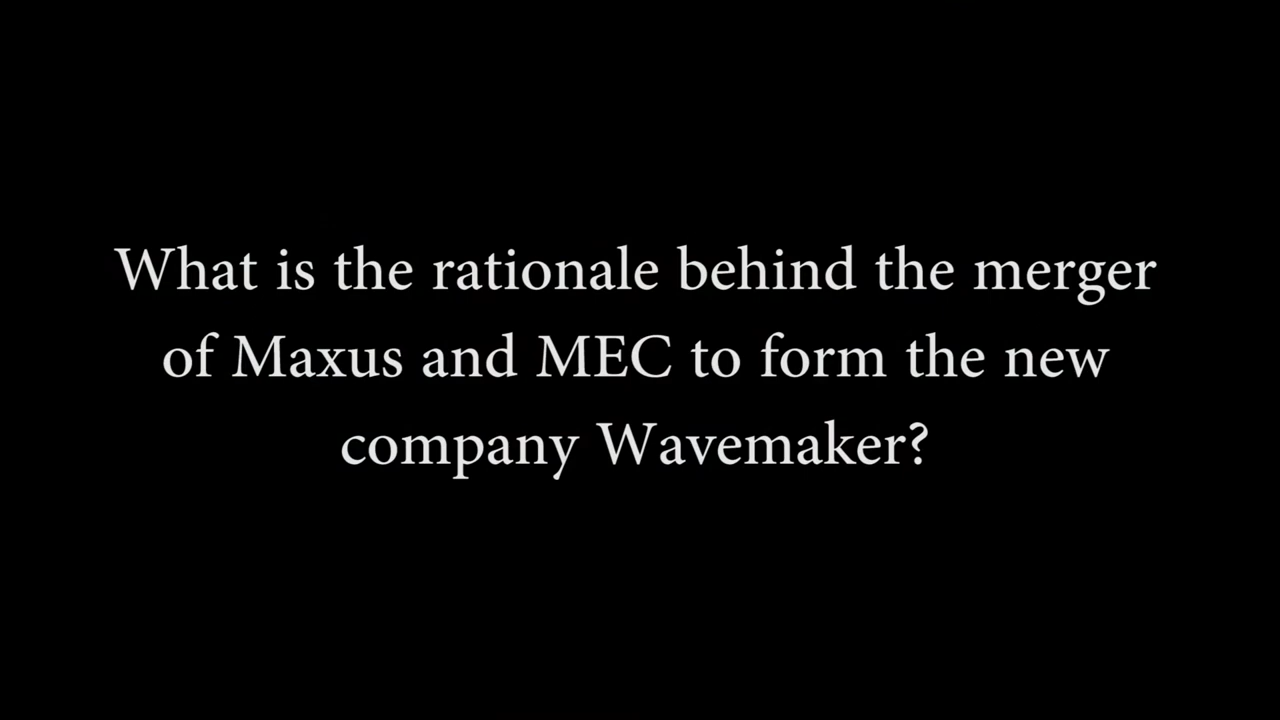 What is the rationale behind the merger
of Maxus and MEC to form the new
company Wavemaker?